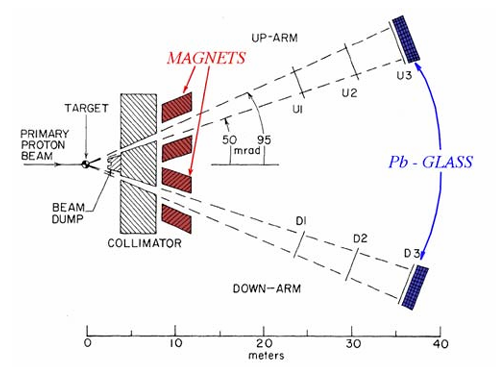 UP-ARM
MAGNETS
TARGET
U1
U2
U3
PRIMARY
PROTON
BEAM
50
95
mrad
Pb - GLASS
BEAM
DUMP
COLLIMATOR
D1
D2
D3
DOWN-ARM
0
10
20
30
40
meters